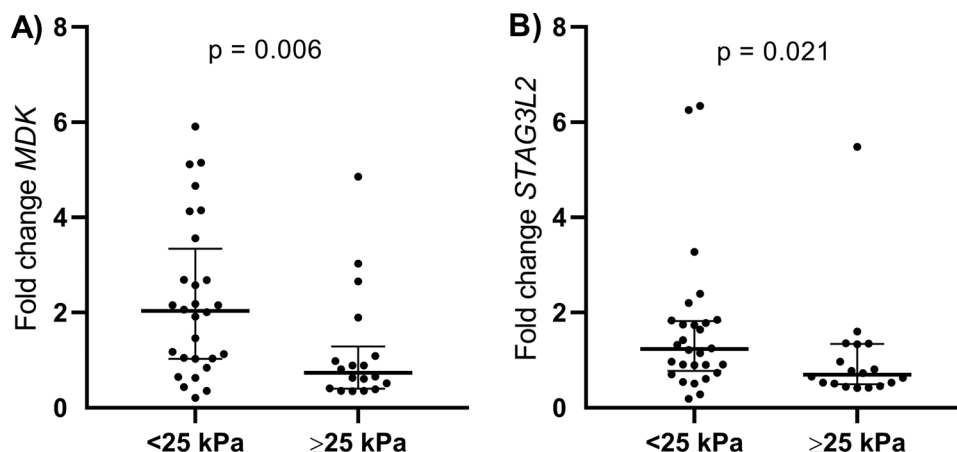 A)
Fold change MDK
8
6
4
2
0
p = 0.006
<25 kPa
≥25 kPa
B)
Fold change STAG3L2
8
6
4
2
0
p = 0.021
<25 kPa
≥25 kPa